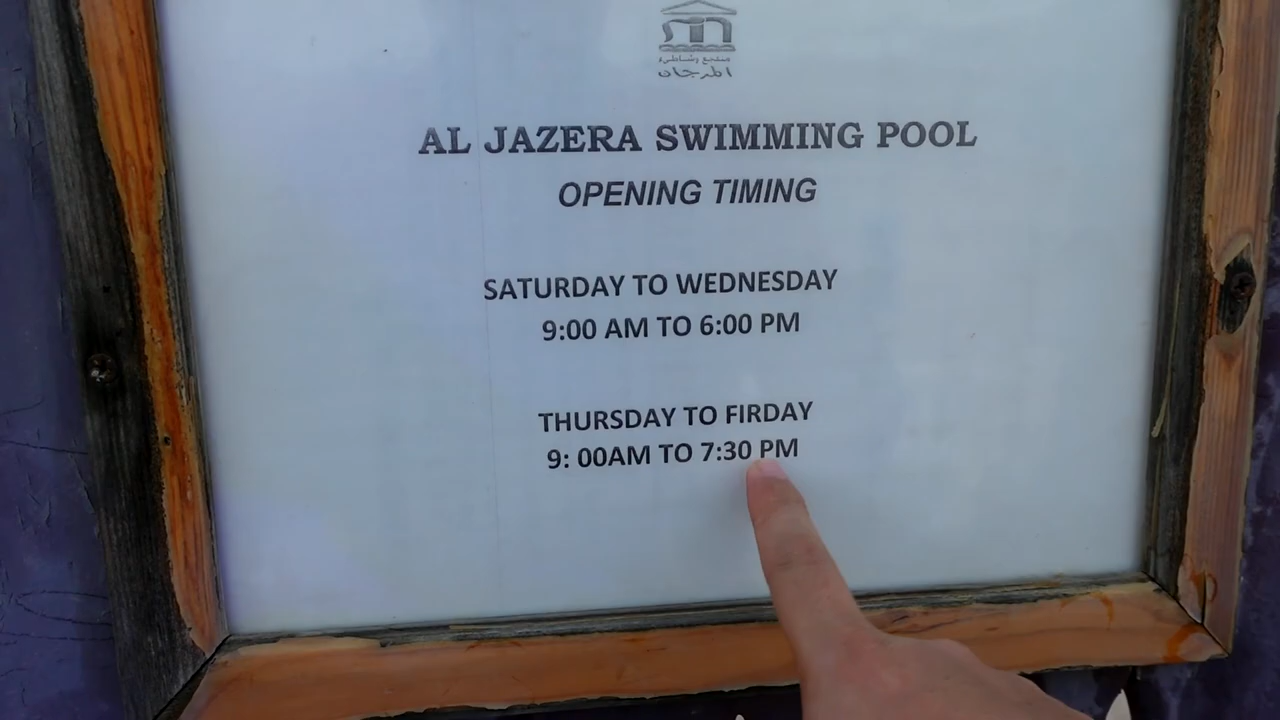 منتجع وشاطىء
المرجان
AL JAZERA SWIMMING POOL
OPENING TIMING
SATURDAY TO WEDNESDAY
9:00 AM TO 6:00 PM
THURSDAY TO FIRDAY
9: 00AM TO 7:30 PM